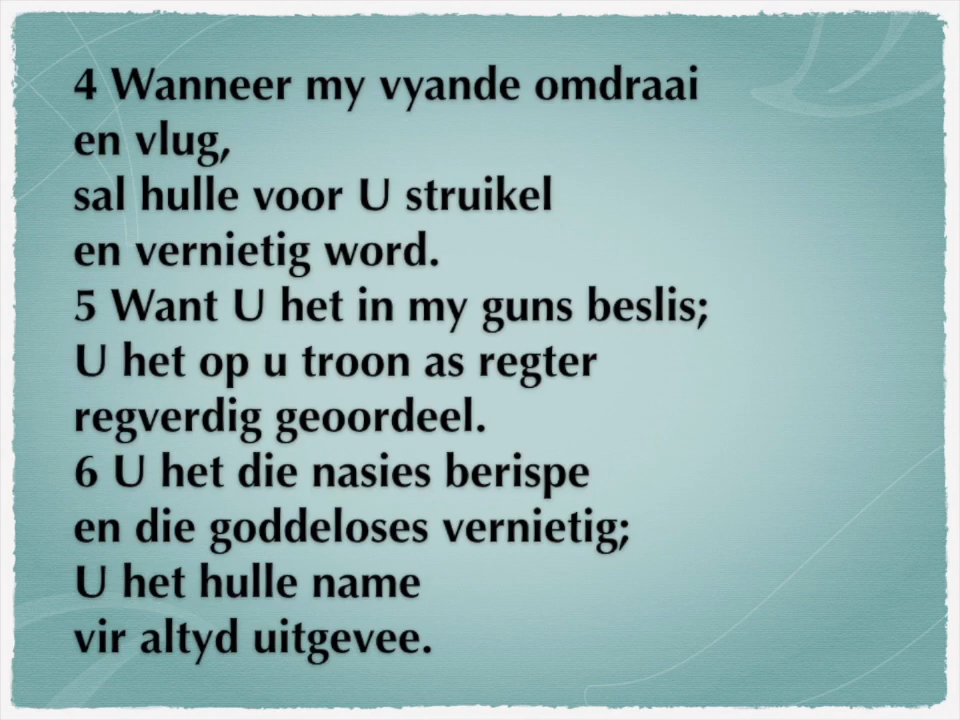 4 Wanneer my vyande omdraai
en vlug,
sal hulle voor U struikel
en vernietig word.
5 Want U het in my guns beslis;
U het op u troon as regter
regverdig geoordeel.
6 U het die nasies berispe
en die goddeloses vernietig;
U het hulle name
vir altyd uitgevee.